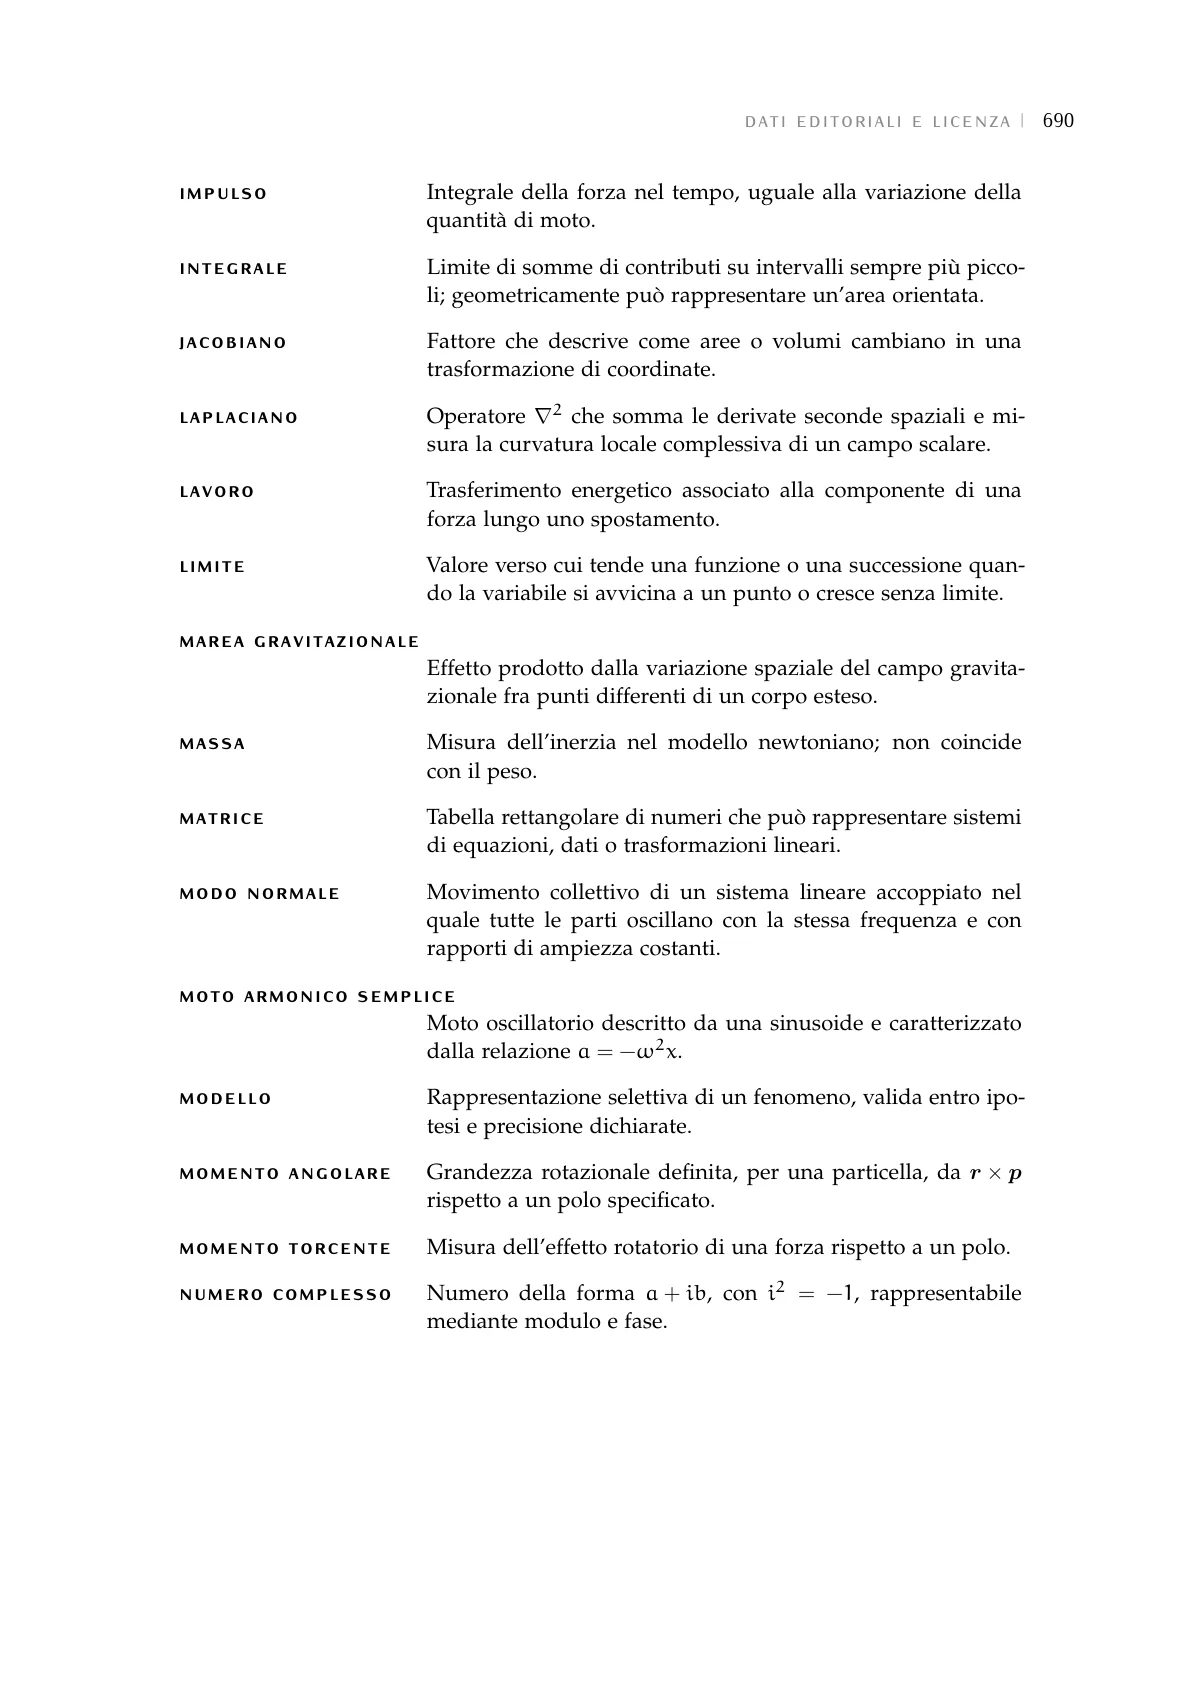 DATI EDITORIALI E LICENZA | 690
IMPULSO Integrale della forza nel tempo, uguale alla variazione della
quantità di moto.
INTEGRALE Limite di somme di contributi su intervalli sempre più picco-
li; geometricamente può rappresentare un'area orientata.
JACOBIANO Fattore che descrive come aree o volumi cambiano in una
trasformazione di coordinate.
LAPLACIANO Operatore ∇² che somma le derivate seconde spaziali e mi-
sura la curvatura locale complessiva di un campo scalare.
LAVORO Trasferimento energetico associato alla componente di una
forza lungo uno spostamento.
LIMITE Valore verso cui tende una funzione o una successione quan-
do la variabile si avvicina a un punto o cresce senza limite.
MAREA GRAVITAZIONALE
Effetto prodotto dalla variazione spaziale del campo gravita-
zionale fra punti differenti di un corpo esteso.
MASSA Misura dell'inerzia nel modello newtoniano; non coincide
con il peso.
MATRICE Tabella rettangolare di numeri che può rappresentare sistemi
di equazioni, dati o trasformazioni lineari.
MODO NORMALE Movimento collettivo di un sistema lineare accoppiato nel
quale tutte le parti oscillano con la stessa frequenza e con
rapporti di ampiezza costanti.
MOTO ARMONICO SEMPLICE
Moto oscillatorio descritto da una sinusoide e caratterizzato
dalla relazione a = −ω²x.
MODELLO Rappresentazione selettiva di un fenomeno, valida entro ipo-
tesi e precisione dichiarate.
MOMENTO ANGOLARE Grandezza rotazionale definita, per una particella, da r × p
rispetto a un polo specificato.
MOMENTO TORCENTE Misura dell'effetto rotatorio di una forza rispetto a un polo.
NUMERO COMPLESSO Numero della forma a + ib, con i² = −1, rappresentabile
mediante modulo e fase.